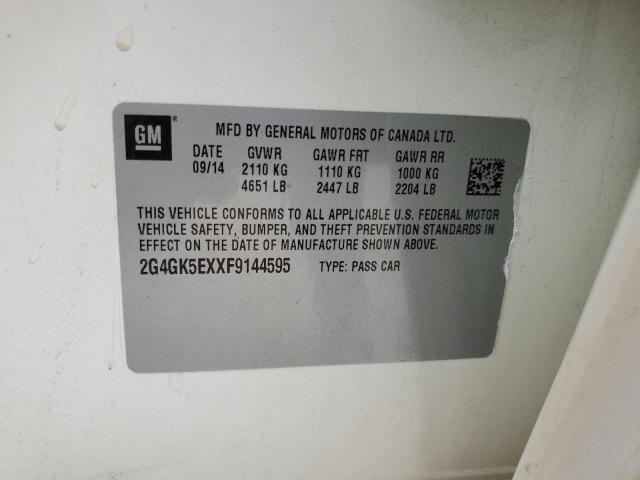 GM ®
MFD BY GENERAL MOTORS OF CANADA LTD.
DATE GVWR GAWR FRT GAWR RR
09/14 2110 KG 1110 KG 1000 KG
4651 LB 2447 LB 2204 LB
THIS VEHICLE CONFORMS TO ALL APPLICABLE U.S. FEDERAL MOTOR
VEHICLE SAFETY, BUMPER, AND THEFT PREVENTION STANDARDS IN
EFFECT ON THE DATE OF MANUFACTURE SHOWN ABOVE.
2G4GK5EXXF9144595 TYPE: PASS CAR